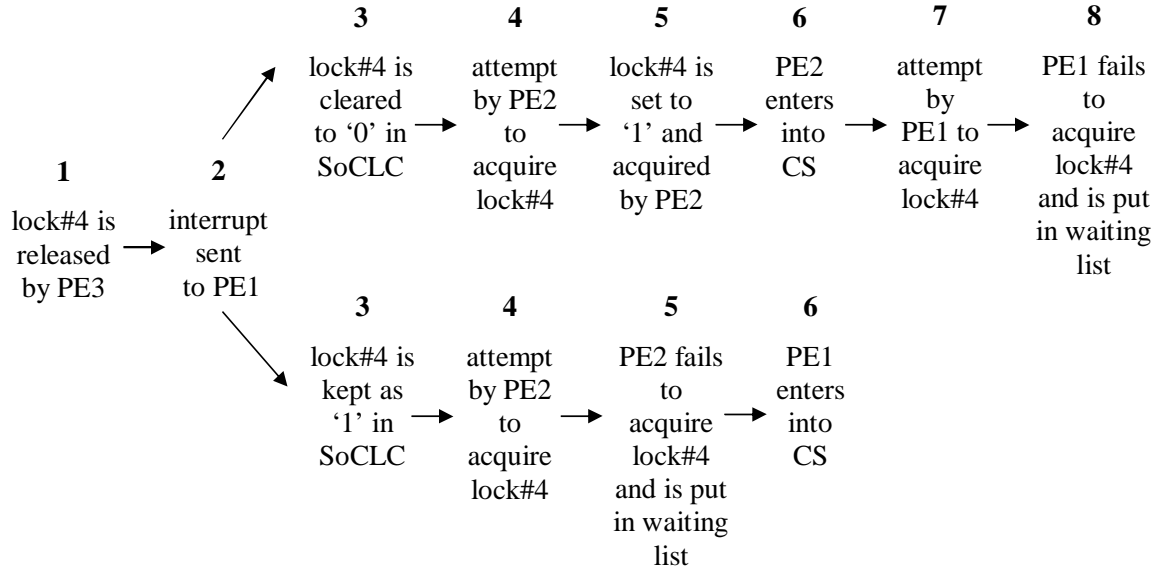 3
lock#4 is
cleared
to ‘0’ in
SoCLC
4
attempt
by PE2
to
acquire
lock#4
5
lock#4 is
set to
‘1’ and
acquired
by PE2
6
PE2
enters
into
CS
7
attempt
by
PE1 to
acquire
lock#4
8
PE1 fails
to
acquire
lock#4
and is put
in waiting
list
1
lock#4 is
released
by PE3
2
interrupt
sent
to PE1
3
lock#4 is
kept as
‘1’ in
SoCLC
4
attempt
by PE2
to
acquire
lock#4
5
PE2 fails
to
acquire
lock#4
and is put
in waiting
list
6
PE1
enters
into
CS